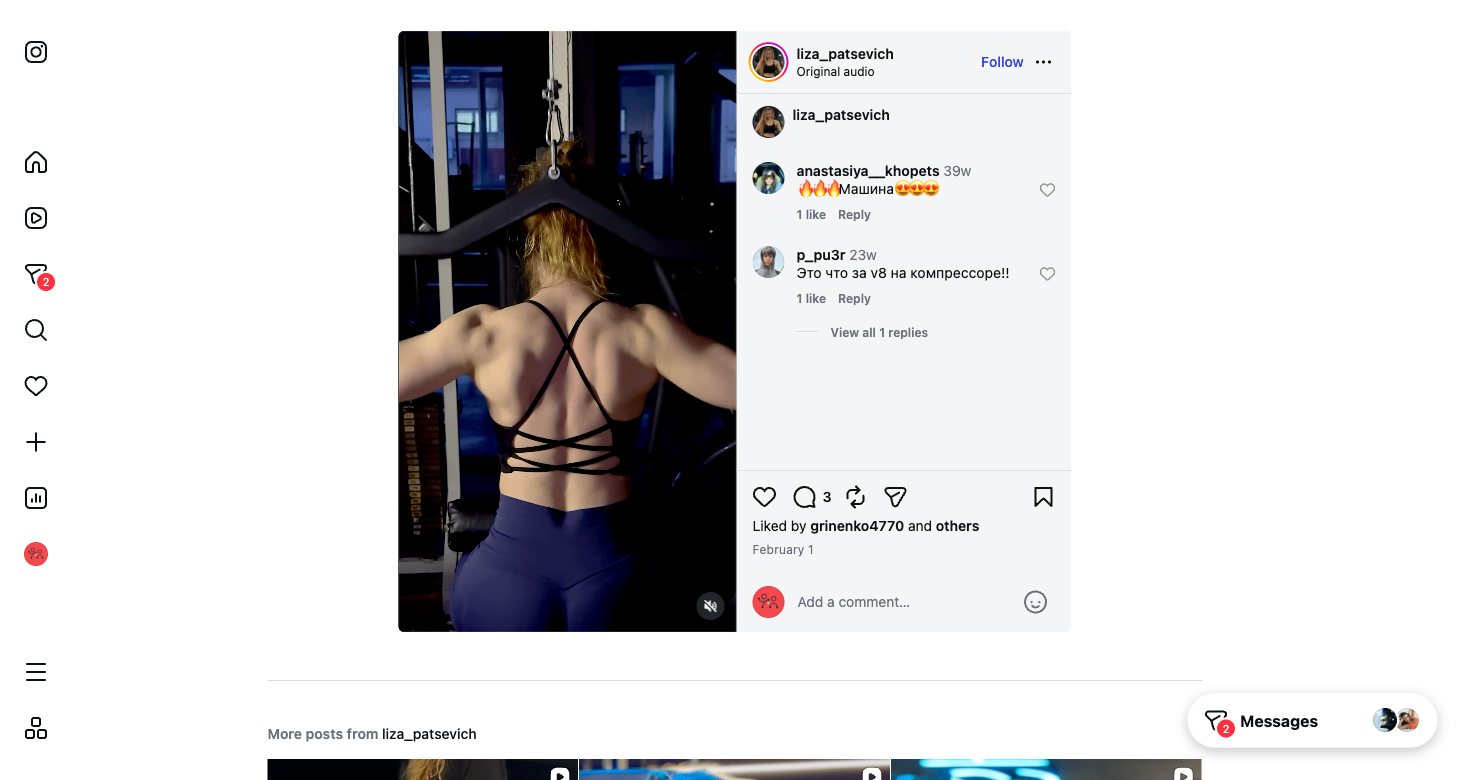 liza_patsevich
Follow
Original audio
liza_patsevich
anastasiya__khopets 39w
🔥🔥🔥Машина😍😍😍
1 like Reply
p_pu3r 23w
Это что за v8 на компрессоре!!
1 like Reply
View all 1 replies
2
3
Liked by grinenko4770 and others
February 1
Add a comment...
More posts from liza_patsevich
2
Messages